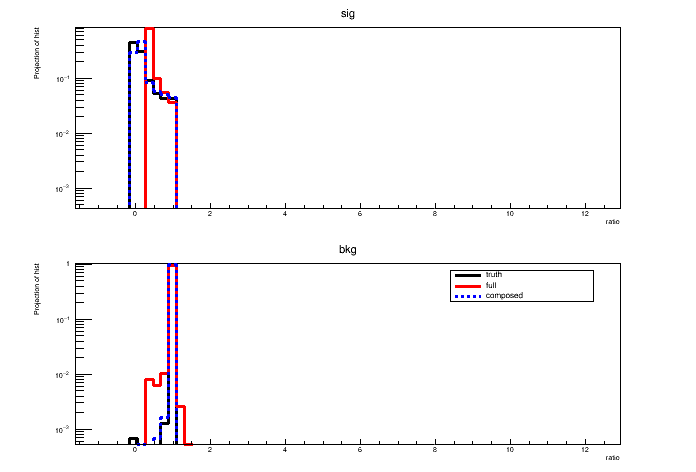 sig
Projection of hist
10⁻¹
10⁻²
10⁻³
0 2 4 6 8 10 12
ratio
bkg
Projection of hist
1
truth
full
composed
10⁻¹
10⁻²
10⁻³
0 2 4 6 8 10 12
ratio